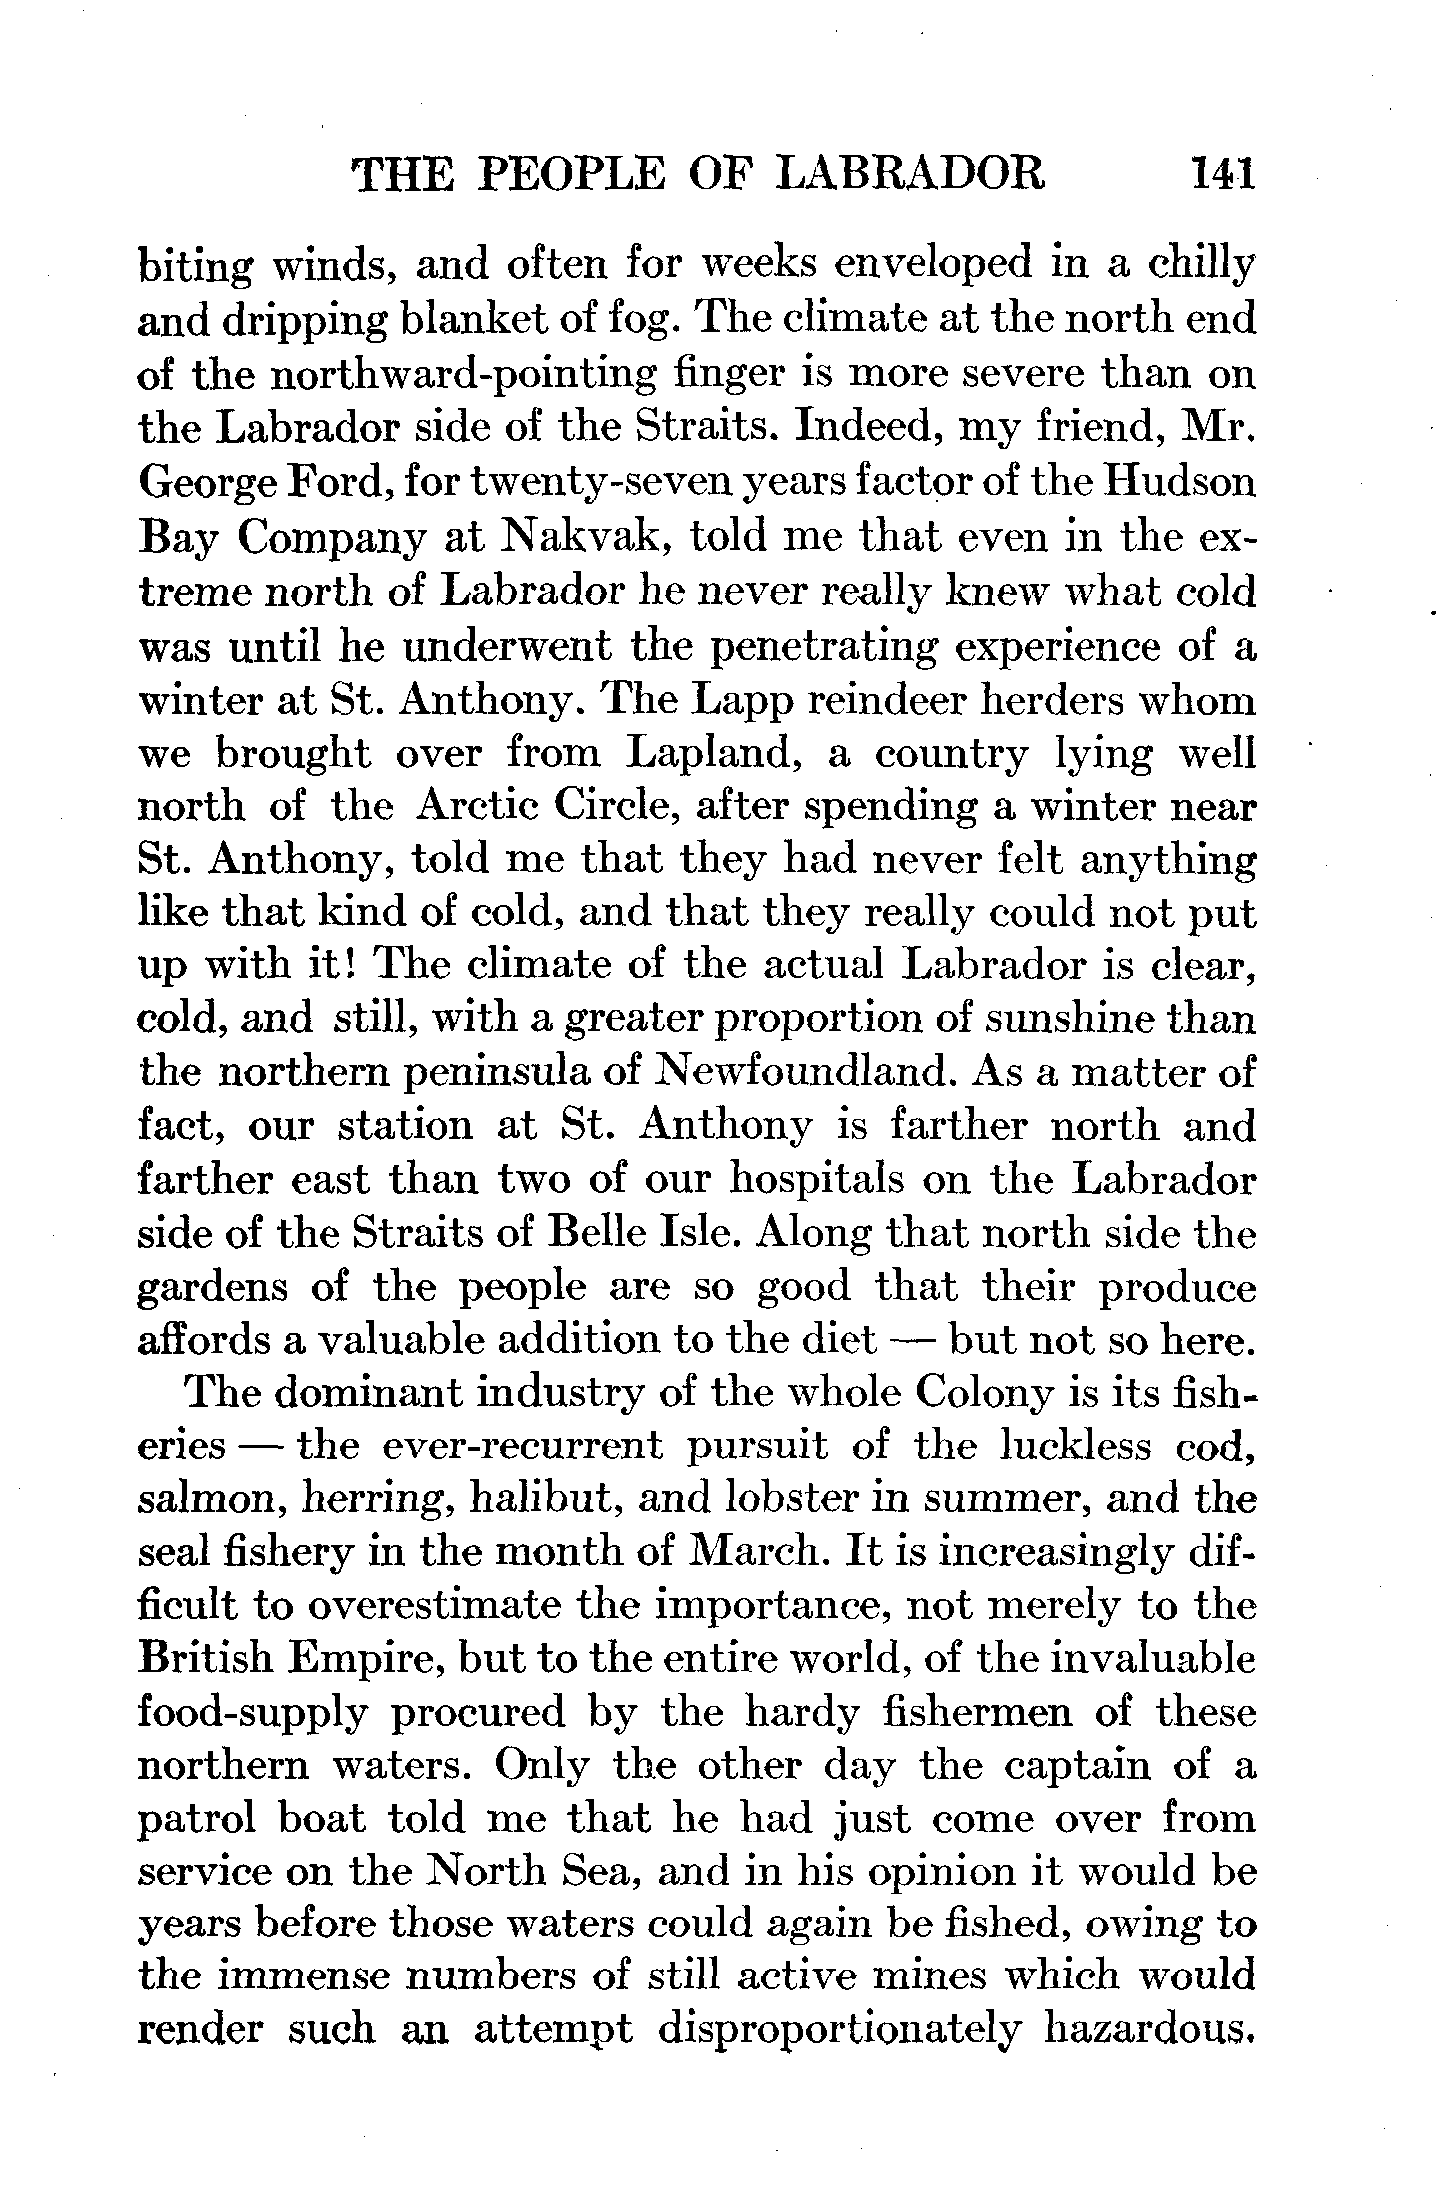 THE PEOPLE OF LABRADOR 141
biting winds, and often for weeks enveloped in a chilly
and dripping blanket of fog. The climate at the north end
of the northward-pointing finger is more severe than on
the Labrador side of the Straits. Indeed, my friend, Mr.
George Ford, for twenty-seven years factor of the Hudson
Bay Company at Nakvak, told me that even in the ex-
treme north of Labrador he never really knew what cold
was until he underwent the penetrating experience of a
winter at St. Anthony. The Lapp reindeer herders whom
we brought over from Lapland, a country lying well
north of the Arctic Circle, after spending a winter near
St. Anthony, told me that they had never felt anything
like that kind of cold, and that they really could not put
up with it! The climate of the actual Labrador is clear,
cold, and still, with a greater proportion of sunshine than
the northern peninsula of Newfoundland. As a matter of
fact, our station at St. Anthony is farther north and
farther east than two of our hospitals on the Labrador
side of the Straits of Belle Isle. Along that north side the
gardens of the people are so good that their produce
affords a valuable addition to the diet — but not so here.
The dominant industry of the whole Colony is its fish-
eries — the ever-recurrent pursuit of the luckless cod,
salmon, herring, halibut, and lobster in summer, and the
seal fishery in the month of March. It is increasingly dif-
ficult to overestimate the importance, not merely to the
British Empire, but to the entire world, of the invaluable
food-supply procured by the hardy fishermen of these
northern waters. Only the other day the captain of a
patrol boat told me that he had just come over from
service on the North Sea, and in his opinion it would be
years before those waters could again be fished, owing to
the immense numbers of still active mines which would
render such an attempt disproportionately hazardous.